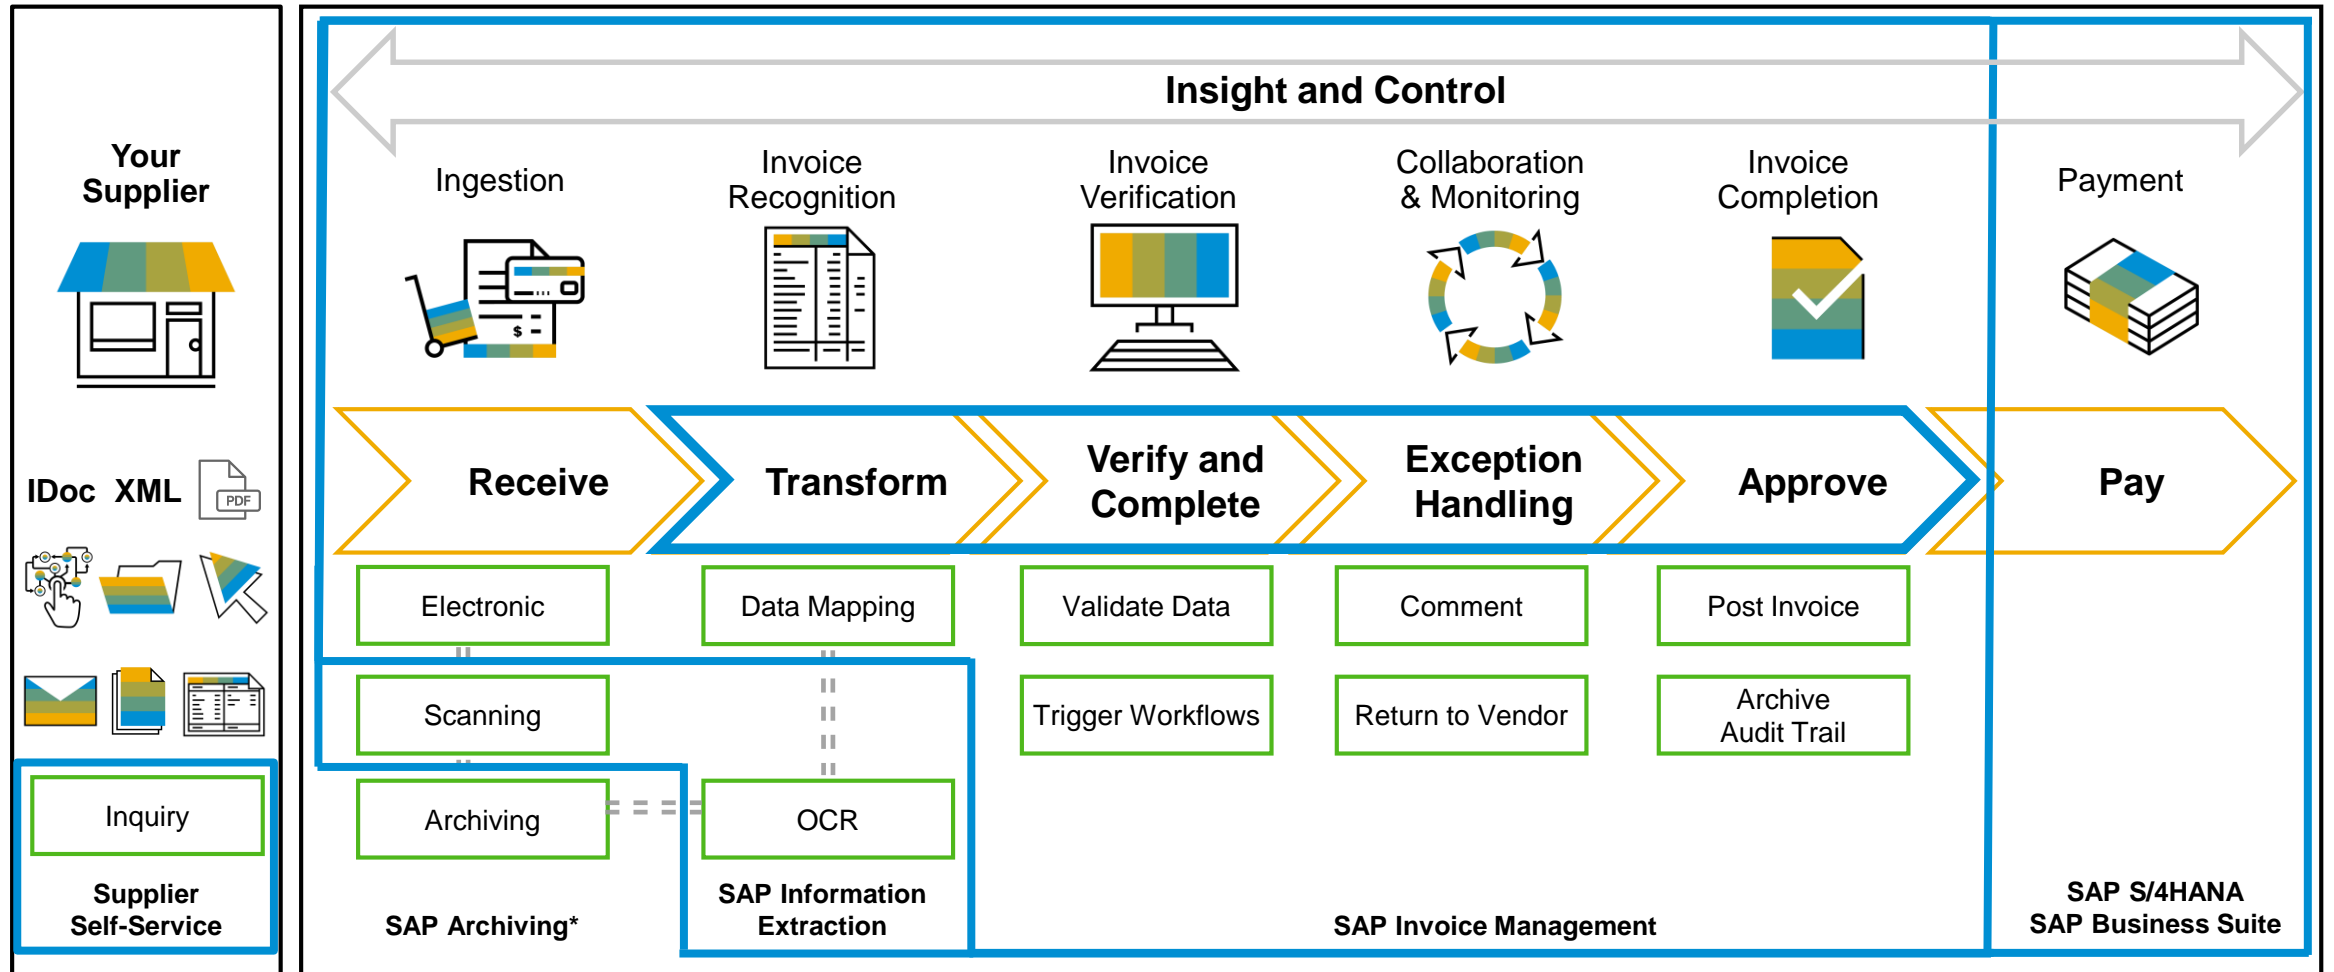 Your
Supplier
IDoc XML
PDF
Inquiry
Supplier
Self-Service
Insight and Control
Ingestion
Invoice
Recognition
Invoice
Verification
Collaboration
& Monitoring
Invoice
Completion
Payment
$
Receive
Transform
Verify and
Complete
Exception
Handling
Approve
Pay
Electronic
Data Mapping
Validate Data
Comment
Post Invoice
Scanning
Trigger Workflows
Return to Vendor
Archive
Audit Trail
Archiving
OCR
SAP Archiving*
SAP Information
Extraction
SAP Invoice Management
SAP S/4HANA
SAP Business Suite